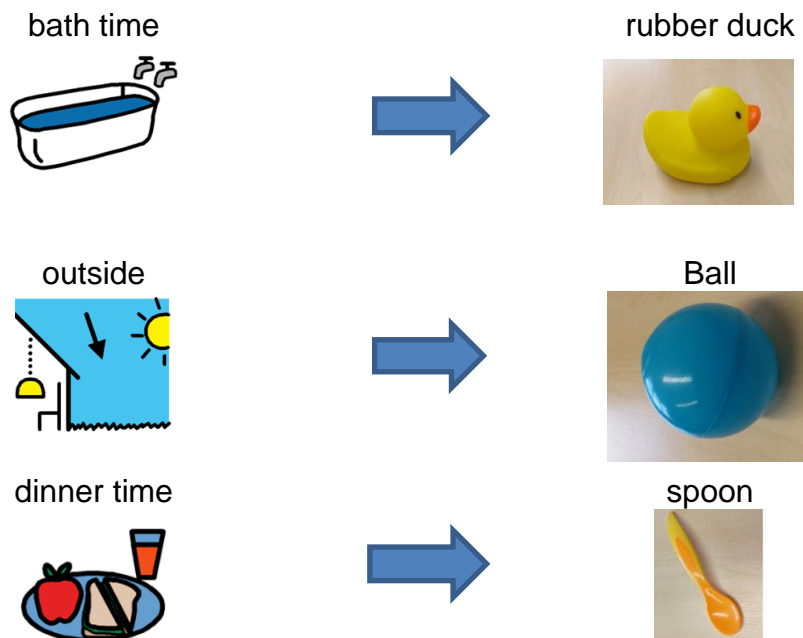 bath time
rubber duck
outside
Ball
dinner time
spoon